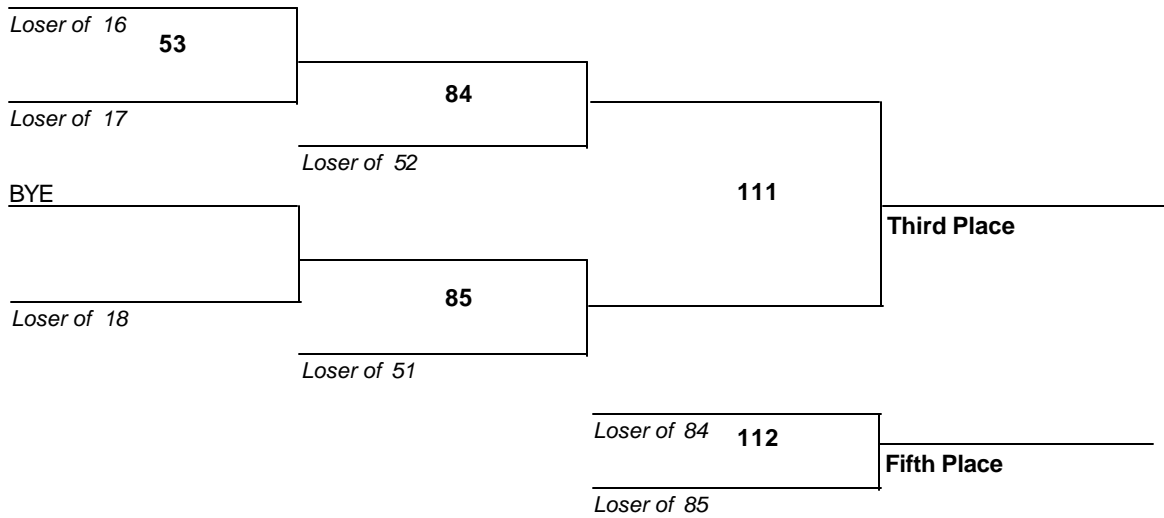 Loser of 16
53
Loser of 17
84
Loser of 52
BYE
111
Third Place
Loser of 18
85
Loser of 51
Loser of 84
112
Fifth Place
Loser of 85